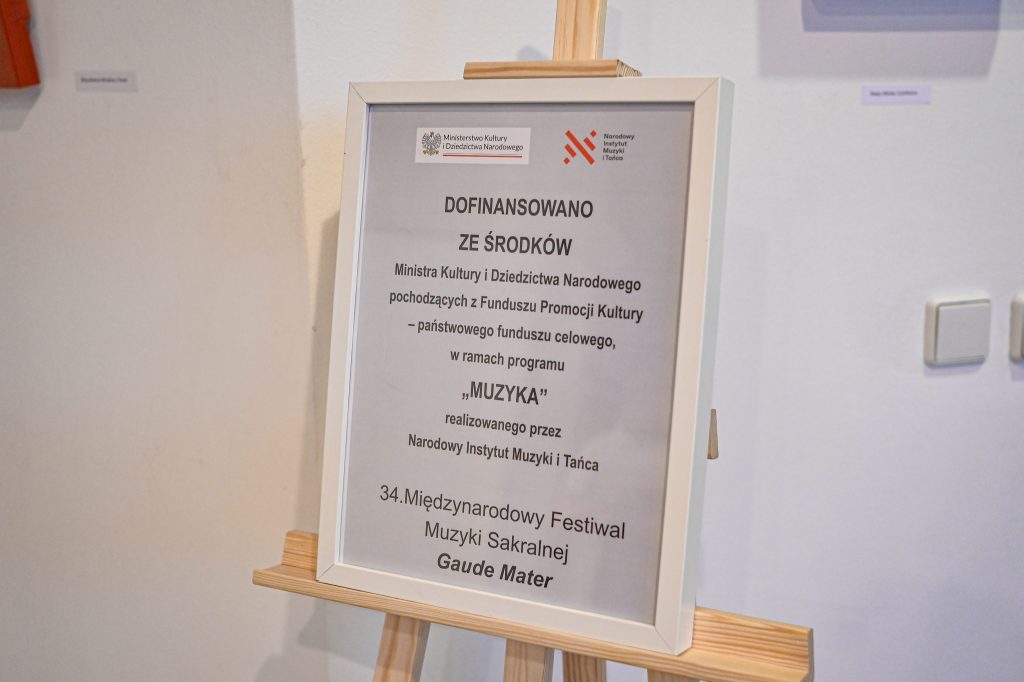 Ministerstwo Kultury
i Dziedzictwa Narodowego
Narodowy
Instytut
Muzyki
i Tańca
DOFINANSOWANO
ZE ŚRODKÓW
Ministra Kultury i Dziedzictwa Narodowego
pochodzących z Funduszu Promocji Kultury
– państwowego funduszu celowego,
w ramach programu
„MUZYKA”
realizowanego przez
Narodowy Instytut Muzyki i Tańca
34.Międzynarodowy Festiwal
Muzyki Sakralnej
Gaude Mater